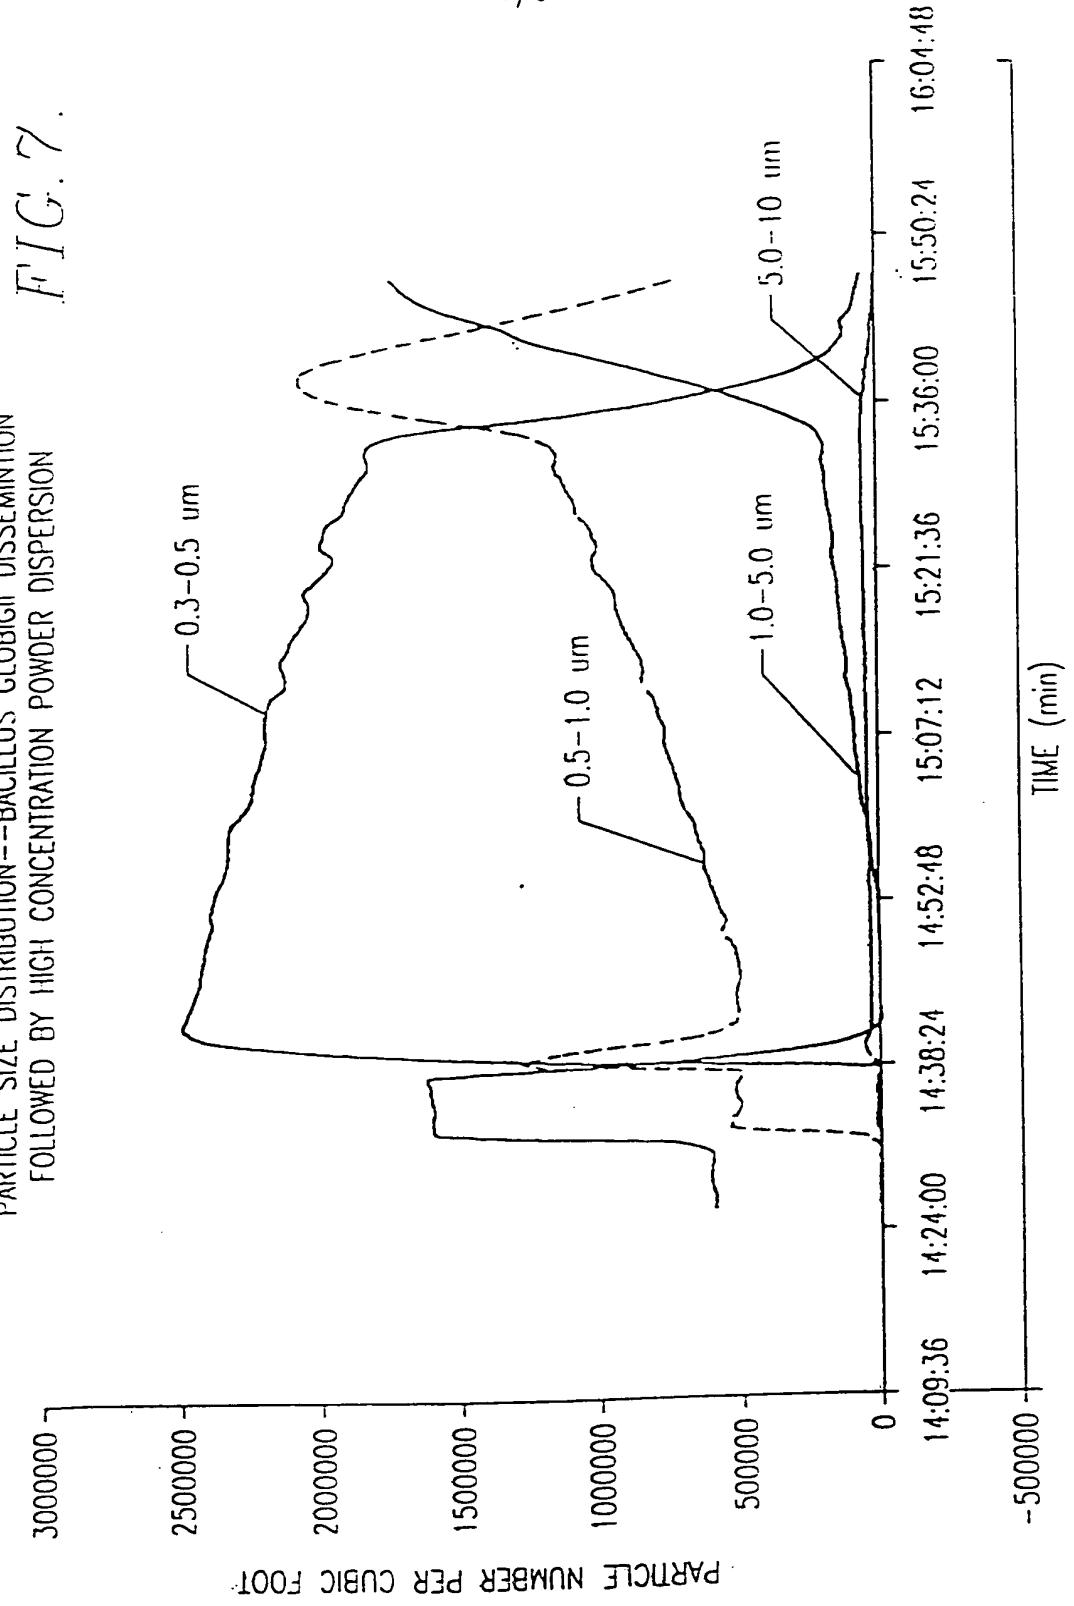 PARTICLE SIZE DISTRIBUTION--BACILLUS GLOBIGII DISSEMINTION
FOLLOWED BY HIGH CONCENTRATION POWDER DISPERSION
FIG. 7.
PARTICLE NUMBER PER CUBIC FOOT
3000000
2500000
2000000
1500000
1000000
500000
0
-500000
0.3-0.5 um
0.5-1.0 um
1.0-5.0 um
5.0-10 um
14:09:36
14:24:00
14:38:24
14:52:48
15:07:12
15:21:36
15:36:00
15:50:24
16:04:48
TIME (min)